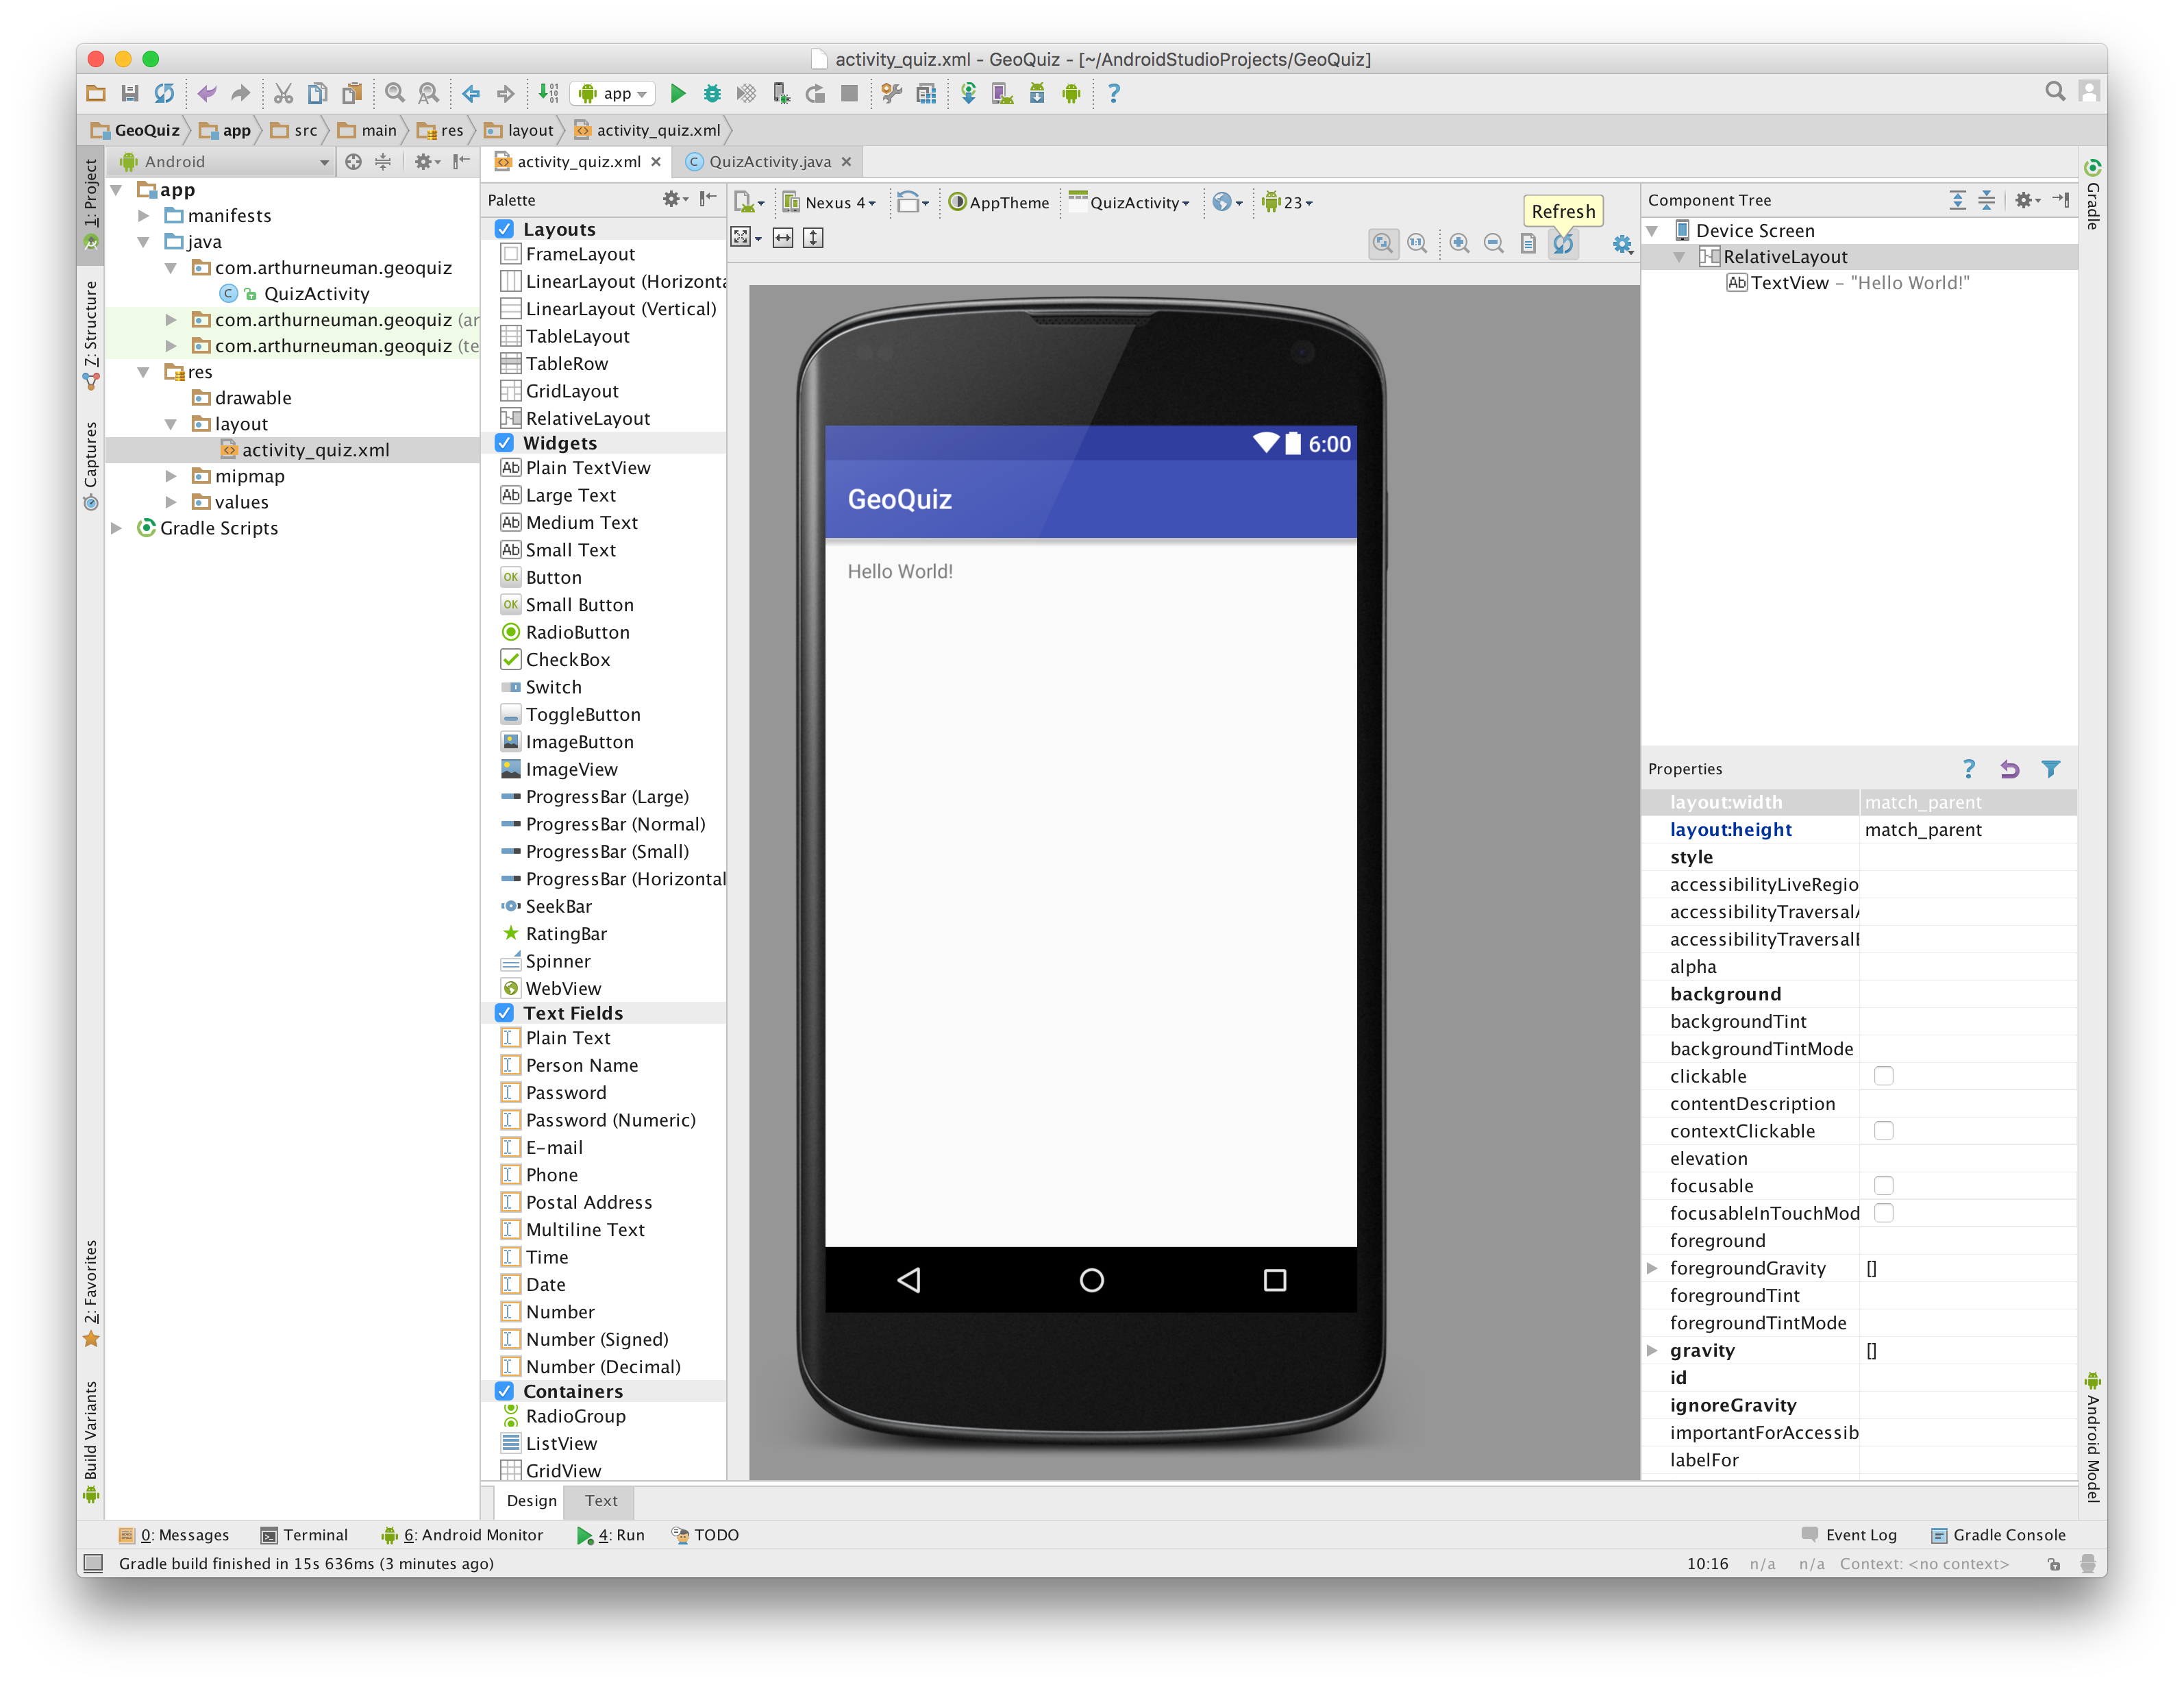 activity_quiz.xml - GeoQuiz - [~/AndroidStudioProjects/GeoQuiz]
app
GeoQuiz app src main res layout activity_quiz.xml
1: Project
7: Structure
Captures
2: Favorites
Build Variants
Android
app
manifests
java
com.arthurneuman.geoquiz
QuizActivity
com.arthurneuman.geoquiz (ar
com.arthurneuman.geoquiz (te
res
drawable
layout
activity_quiz.xml
mipmap
values
Gradle Scripts
activity_quiz.xml QuizActivity.java
Palette
Layouts
FrameLayout
LinearLayout (Horizonta
LinearLayout (Vertical)
TableLayout
TableRow
GridLayout
RelativeLayout
Widgets
Ab Plain TextView
Ab Large Text
Ab Medium Text
Ab Small Text
OK Button
OK Small Button
RadioButton
CheckBox
Switch
ToggleButton
ImageButton
ImageView
ProgressBar (Large)
ProgressBar (Normal)
ProgressBar (Small)
ProgressBar (Horizontal
SeekBar
RatingBar
Spinner
WebView
Text Fields
Plain Text
Person Name
Password
Password (Numeric)
E-mail
Phone
Postal Address
Multiline Text
Time
Date
Number
Number (Signed)
Number (Decimal)
Containers
RadioGroup
ListView
GridView
Nexus 4 AppTheme QuizActivity 23
Refresh
6:00
GeoQuiz
Hello World!
Design Text
Component Tree
Device Screen
RelativeLayout
Ab TextView - "Hello World!"
Properties
layout:width match_parent
layout:height match_parent
style
accessibilityLiveRegio
accessibilityTraversalA
accessibilityTraversalB
alpha
background
backgroundTint
backgroundTintMode
clickable
contentDescription
contextClickable
elevation
focusable
focusableInTouchMod
foreground
foregroundGravity []
foregroundTint
foregroundTintMode
gravity []
id
ignoreGravity
importantForAccessib
labelFor
Gradle
Android Model
0: Messages Terminal 6: Android Monitor 4: Run TODO Event Log Gradle Console
Gradle build finished in 15s 636ms (3 minutes ago) 10:16 n/a n/a Context: <no context>